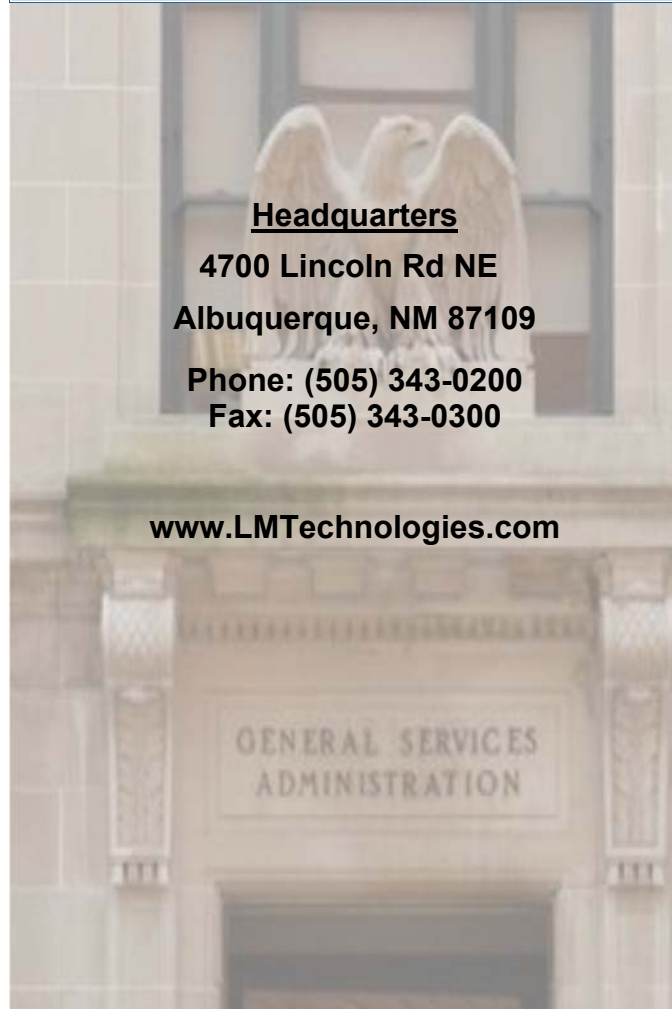 Headquarters
4700 Lincoln Rd NE
Albuquerque, NM 87109
Phone: (505) 343-0200
Fax: (505) 343-0300
www.LMTechnologies.com
GENERAL SERVICES
ADMINISTRATION